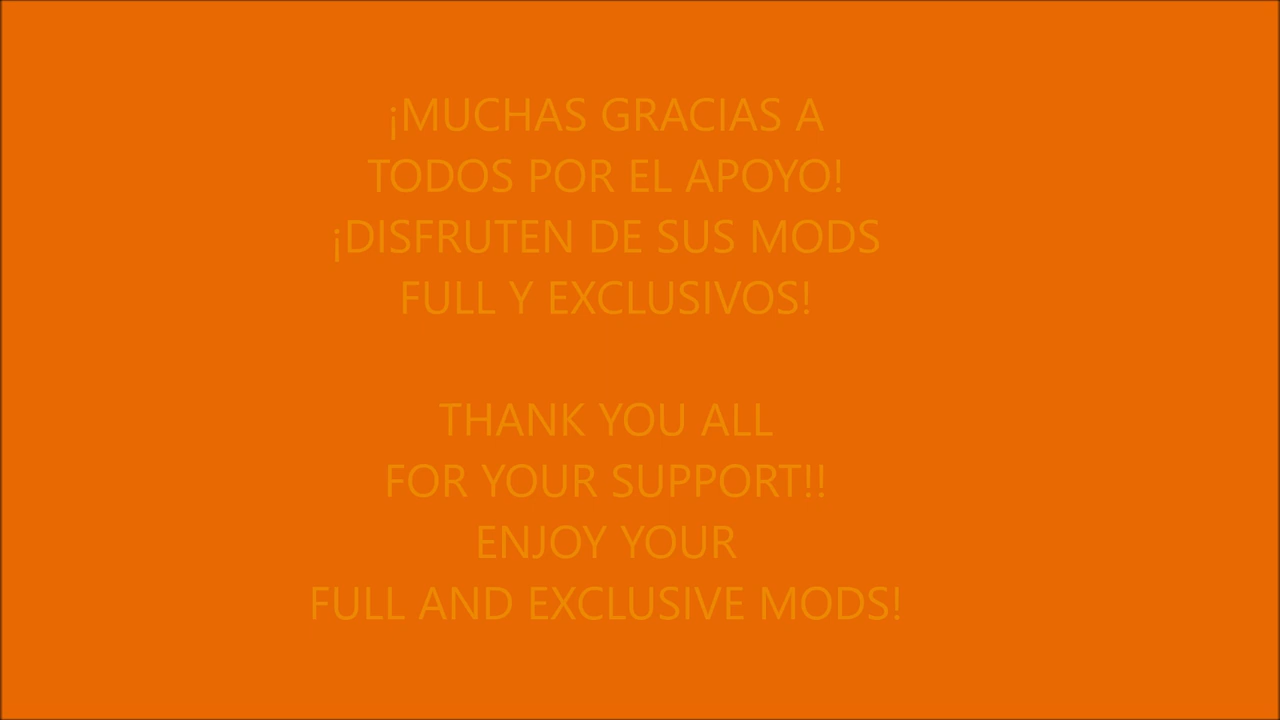 ¡MUCHAS GRACIAS A
TODOS POR EL APOYO!
¡DISFRUTEN DE SUS MODS
FULL Y EXCLUSIVOS!
THANK YOU ALL
FOR YOUR SUPPORT!!
ENJOY YOUR
FULL AND EXCLUSIVE MODS!